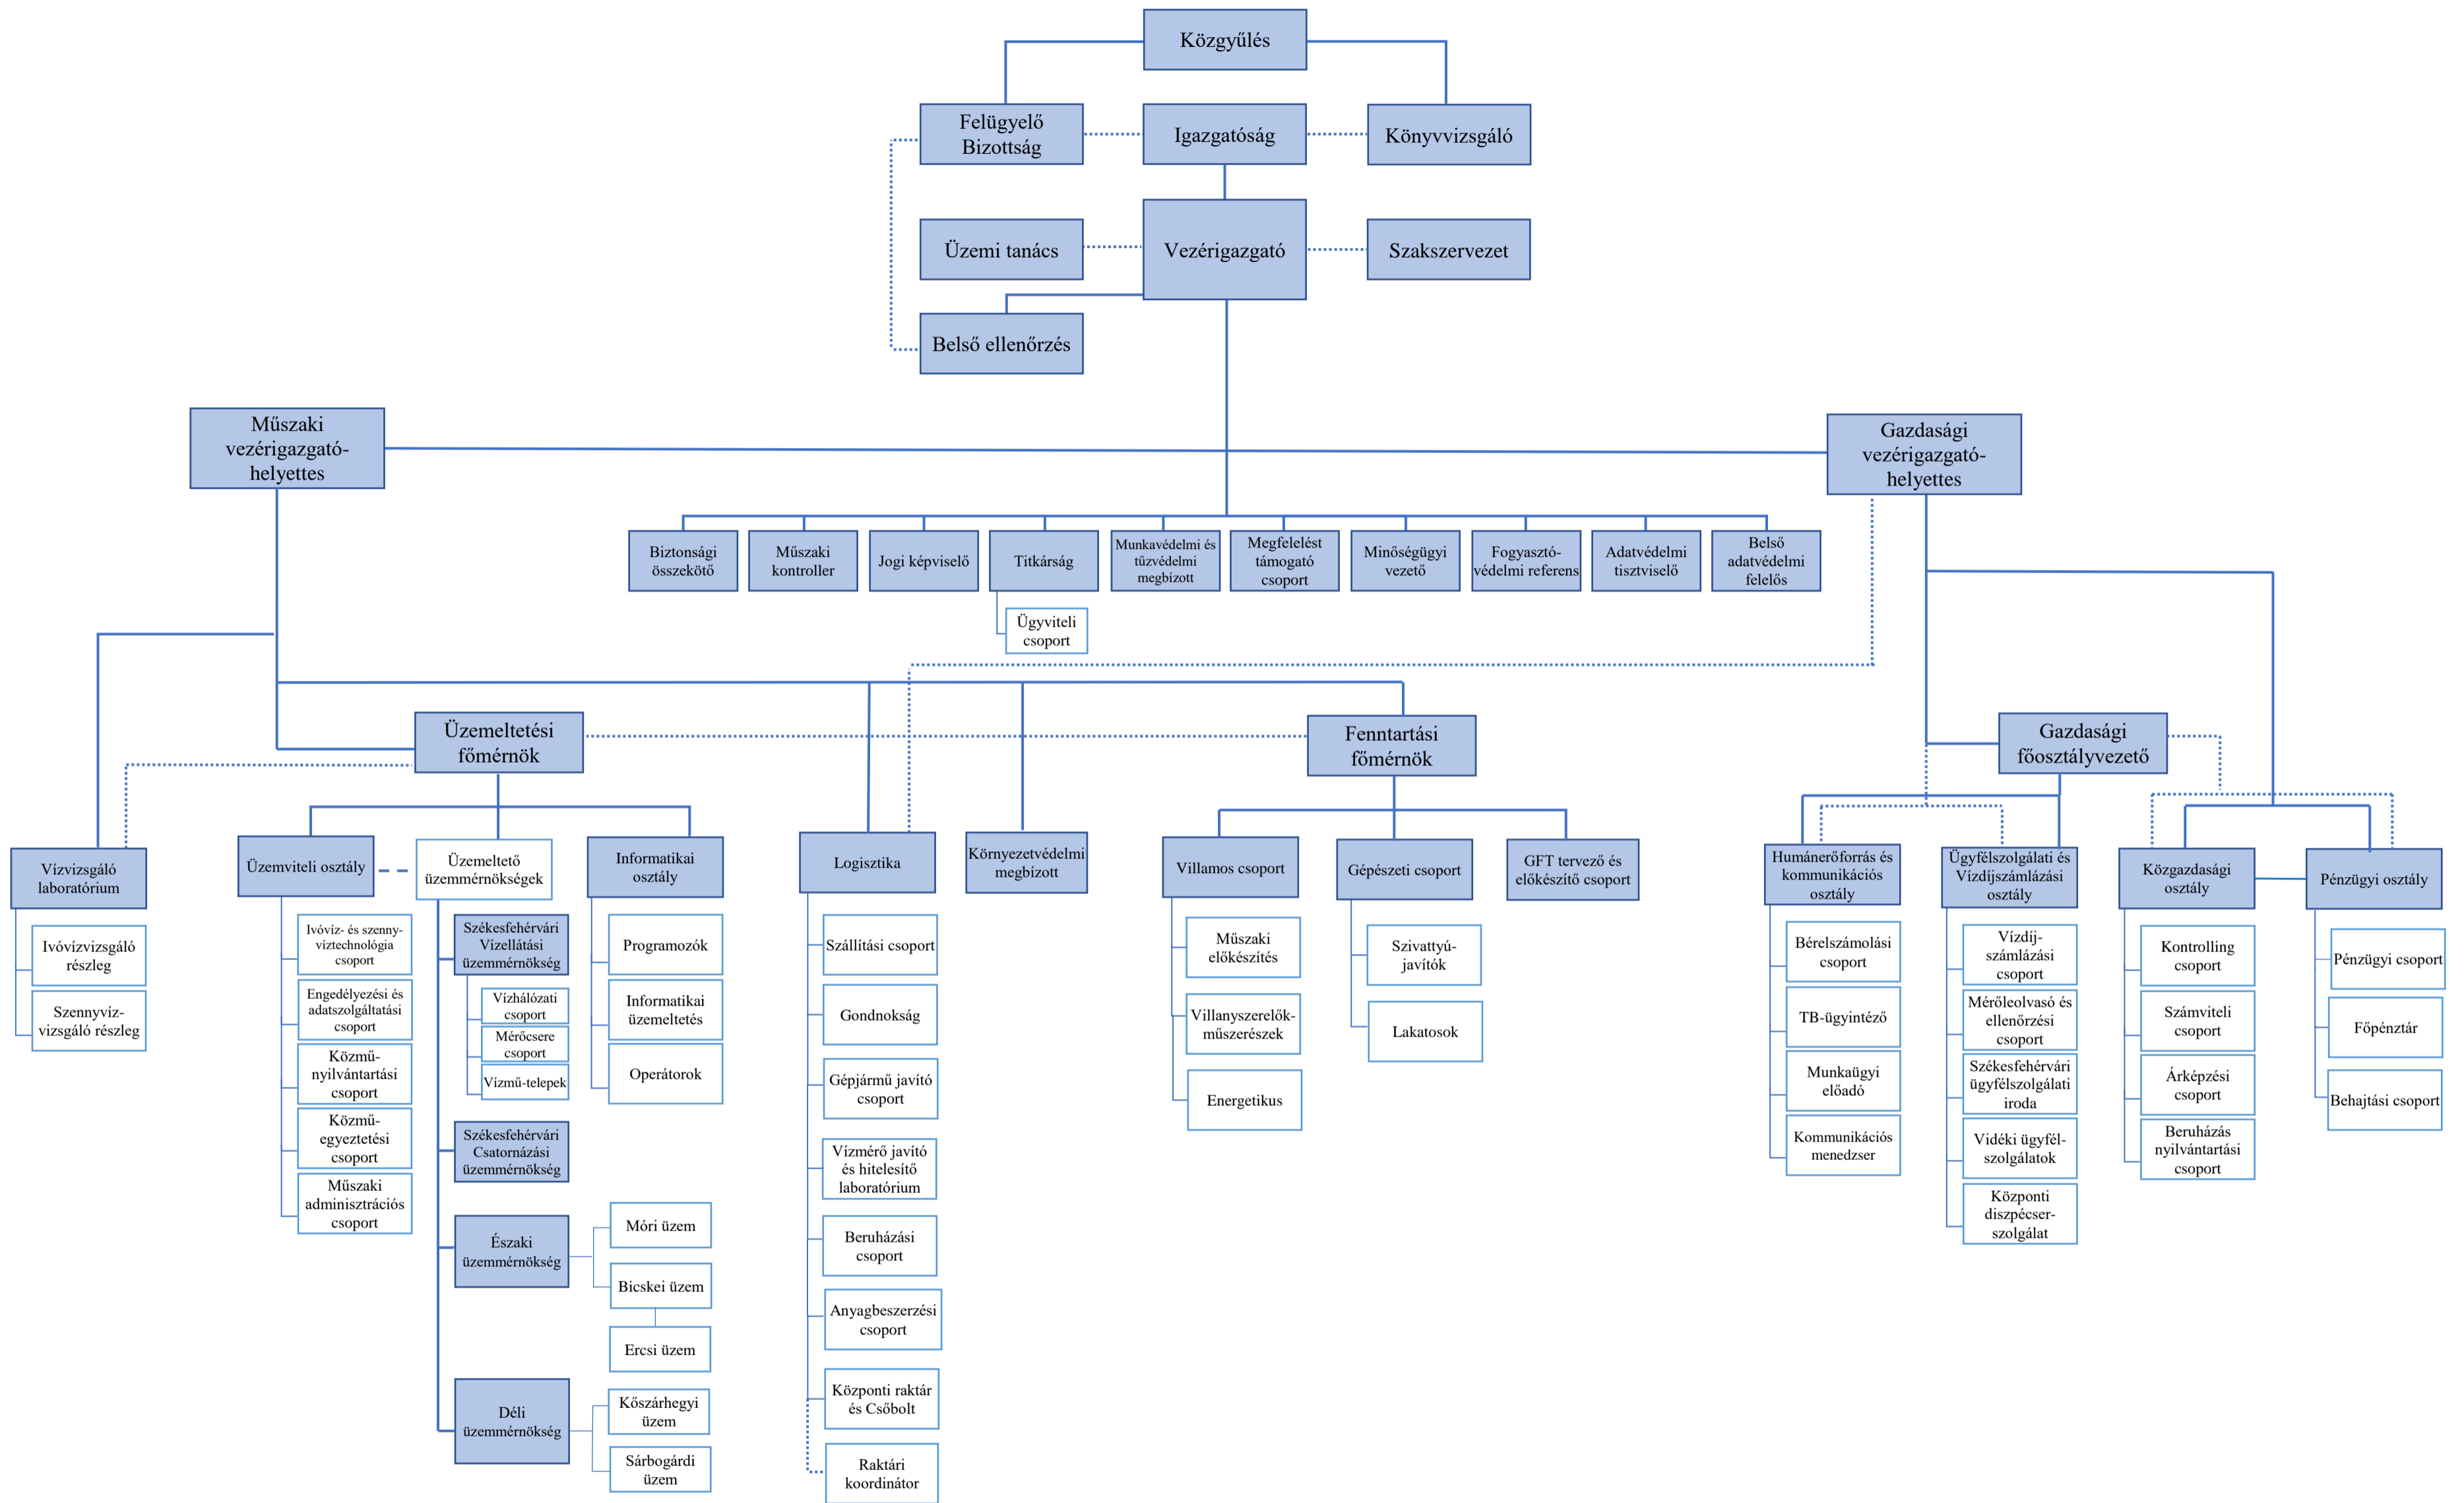 Közgyűlés
Felügyelő
Bizottság
Igazgatóság
Könyvvizsgáló
Üzemi tanács
Vezérigazgató
Szakszervezet
Belső ellenőrzés
Műszaki
vezérigazgató-
helyettes
Gazdasági
vezérigazgató-
helyettes
Biztonsági
összekötő
Műszaki
kontroller
Jogi képviselő
Titkárság
Munkavédelmi és
tűzvédelmi
megbízott
Megfelelést
támogató
csoport
Minőségügyi
vezető
Fogyasztó-
védelmi referens
Adatvédelmi
tisztviselő
Belső
adatvédelmi
felelős
Ügyviteli
csoport
Üzemeltetési
főmérnök
Fenntartási
főmérnök
Gazdasági
főosztályvezető
Vízvizsgáló
laboratórium
Ivóvízvizsgáló
részleg
Szennyvíz-
vizsgáló részleg
Üzemviteli osztály
Ivóvíz- és szenny-
víztechnológia
csoport
Engedélyezési és
adatszolgáltatási
csoport
Közmű-
nyilvántartási
csoport
Közmű-
egyeztetési
csoport
Műszaki
adminisztrációs
csoport
Üzemeltető
üzemmérnökségek
Székesfehérvári
Vízellátási
üzemmérnökség
Vízhálózati
csoport
Mérőcsere
csoport
Vízmű-telepek
Székesfehérvári
Csatornázási
üzemmérnökség
Északi
üzemmérnökség
Móri üzem
Bicskei üzem
Ercsi üzem
Déli
üzemmérnökség
Kőszárhegyi
üzem
Sárbogárdi
üzem
Informatikai
osztály
Programozók
Informatikai
üzemeltetés
Operátorok
Logisztika
Szállítási csoport
Gondnokság
Gépjármű javító
csoport
Vízmérő javító
és hitelesítő
laboratórium
Beruházási
csoport
Anyagbeszerzési
csoport
Központi raktár
és Csőbolt
Raktári
koordinátor
Környezetvédelmi
megbízott
Villamos csoport
Műszaki
előkészítés
Villanyszerelők-
műszerészek
Energetikus
Gépészeti csoport
Szivattyú-
javítók
Lakatosok
GFT tervező és
előkészítő csoport
Humánerőforrás és
kommunikációs
osztály
Bérelszámolási
csoport
TB-ügyintéző
Munkaügyi
előadó
Kommunikációs
menedzser
Ügyfélszolgálati és
Vízdíjszámlázási
osztály
Vízdíj-
számlázási
csoport
Mérőleolvasó és
ellenőrzési
csoport
Székesfehérvári
ügyfélszolgálati
iroda
Vidéki ügyfél-
szolgálatok
Központi
diszpécser-
szolgálat
Közgazdasági
osztály
Kontrolling
csoport
Számviteli
csoport
Árképzési
csoport
Beruházás
nyilvántartási
csoport
Pénzügyi osztály
Pénzügyi csoport
Főpénztár
Behajtási csoport